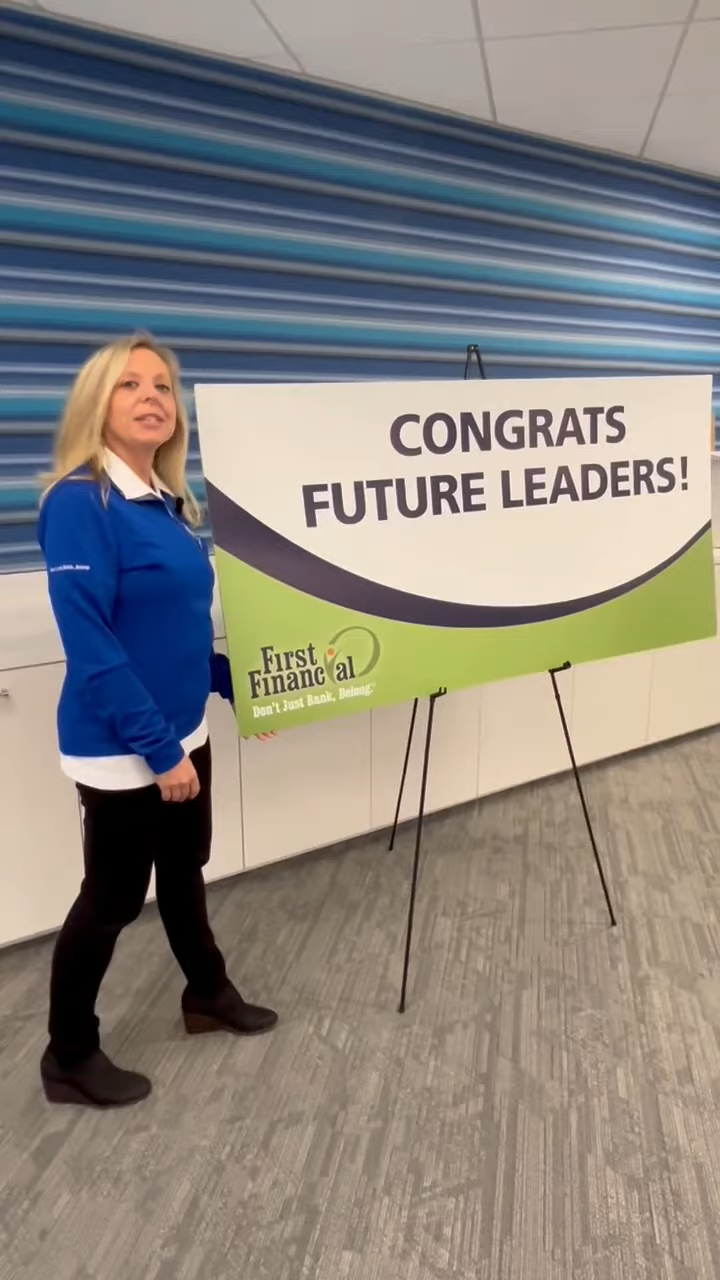 CONGRATS
FUTURE LEADERS!
First
Financial
Don't Just Bank, Belong.